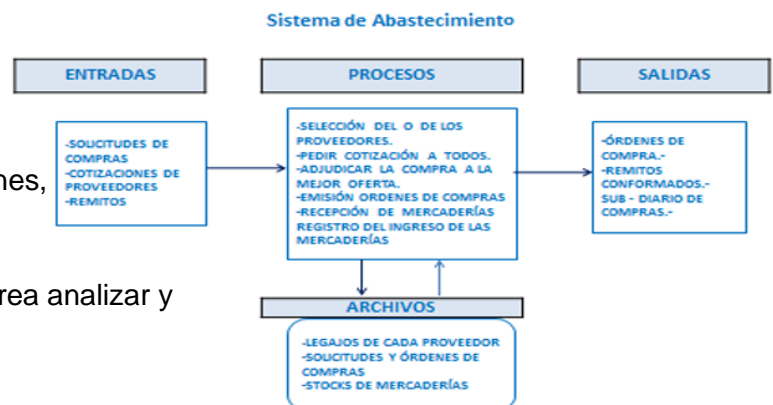 Sistema de Abastecimiento
ENTRADAS
PROCESOS
SALIDAS
-SOLICITUDES DE
COMPRAS
-COTIZACIONES DE
PROVEEDORES
-REMITOS
-SELECCIÓN DEL O DE LOS
PROVEEDORES.
-PEDIR COTIZACIÓN A TODOS.
-ADJUDICAR LA COMPRA A LA
MEJOR OFERTA.
-EMISIÓN ORDENES DE COMPRAS
-RECEPCIÓN DE MERCADERÍAS
REGISTRO DEL INGRESO DE LAS
MERCADERÍAS
-ÓRDENES DE
COMPRA.-
-REMITOS
CONFORMADOS.-
SUB - DIARIO DE
COMPRAS.-
nes,
rea analizar y
ARCHIVOS
-LEGAJOS DE CADA PROVEEDOR
-SOLICITUDES Y ÓRDENES DE
COMPRAS
-STOCKS DE MERCADERÍAS